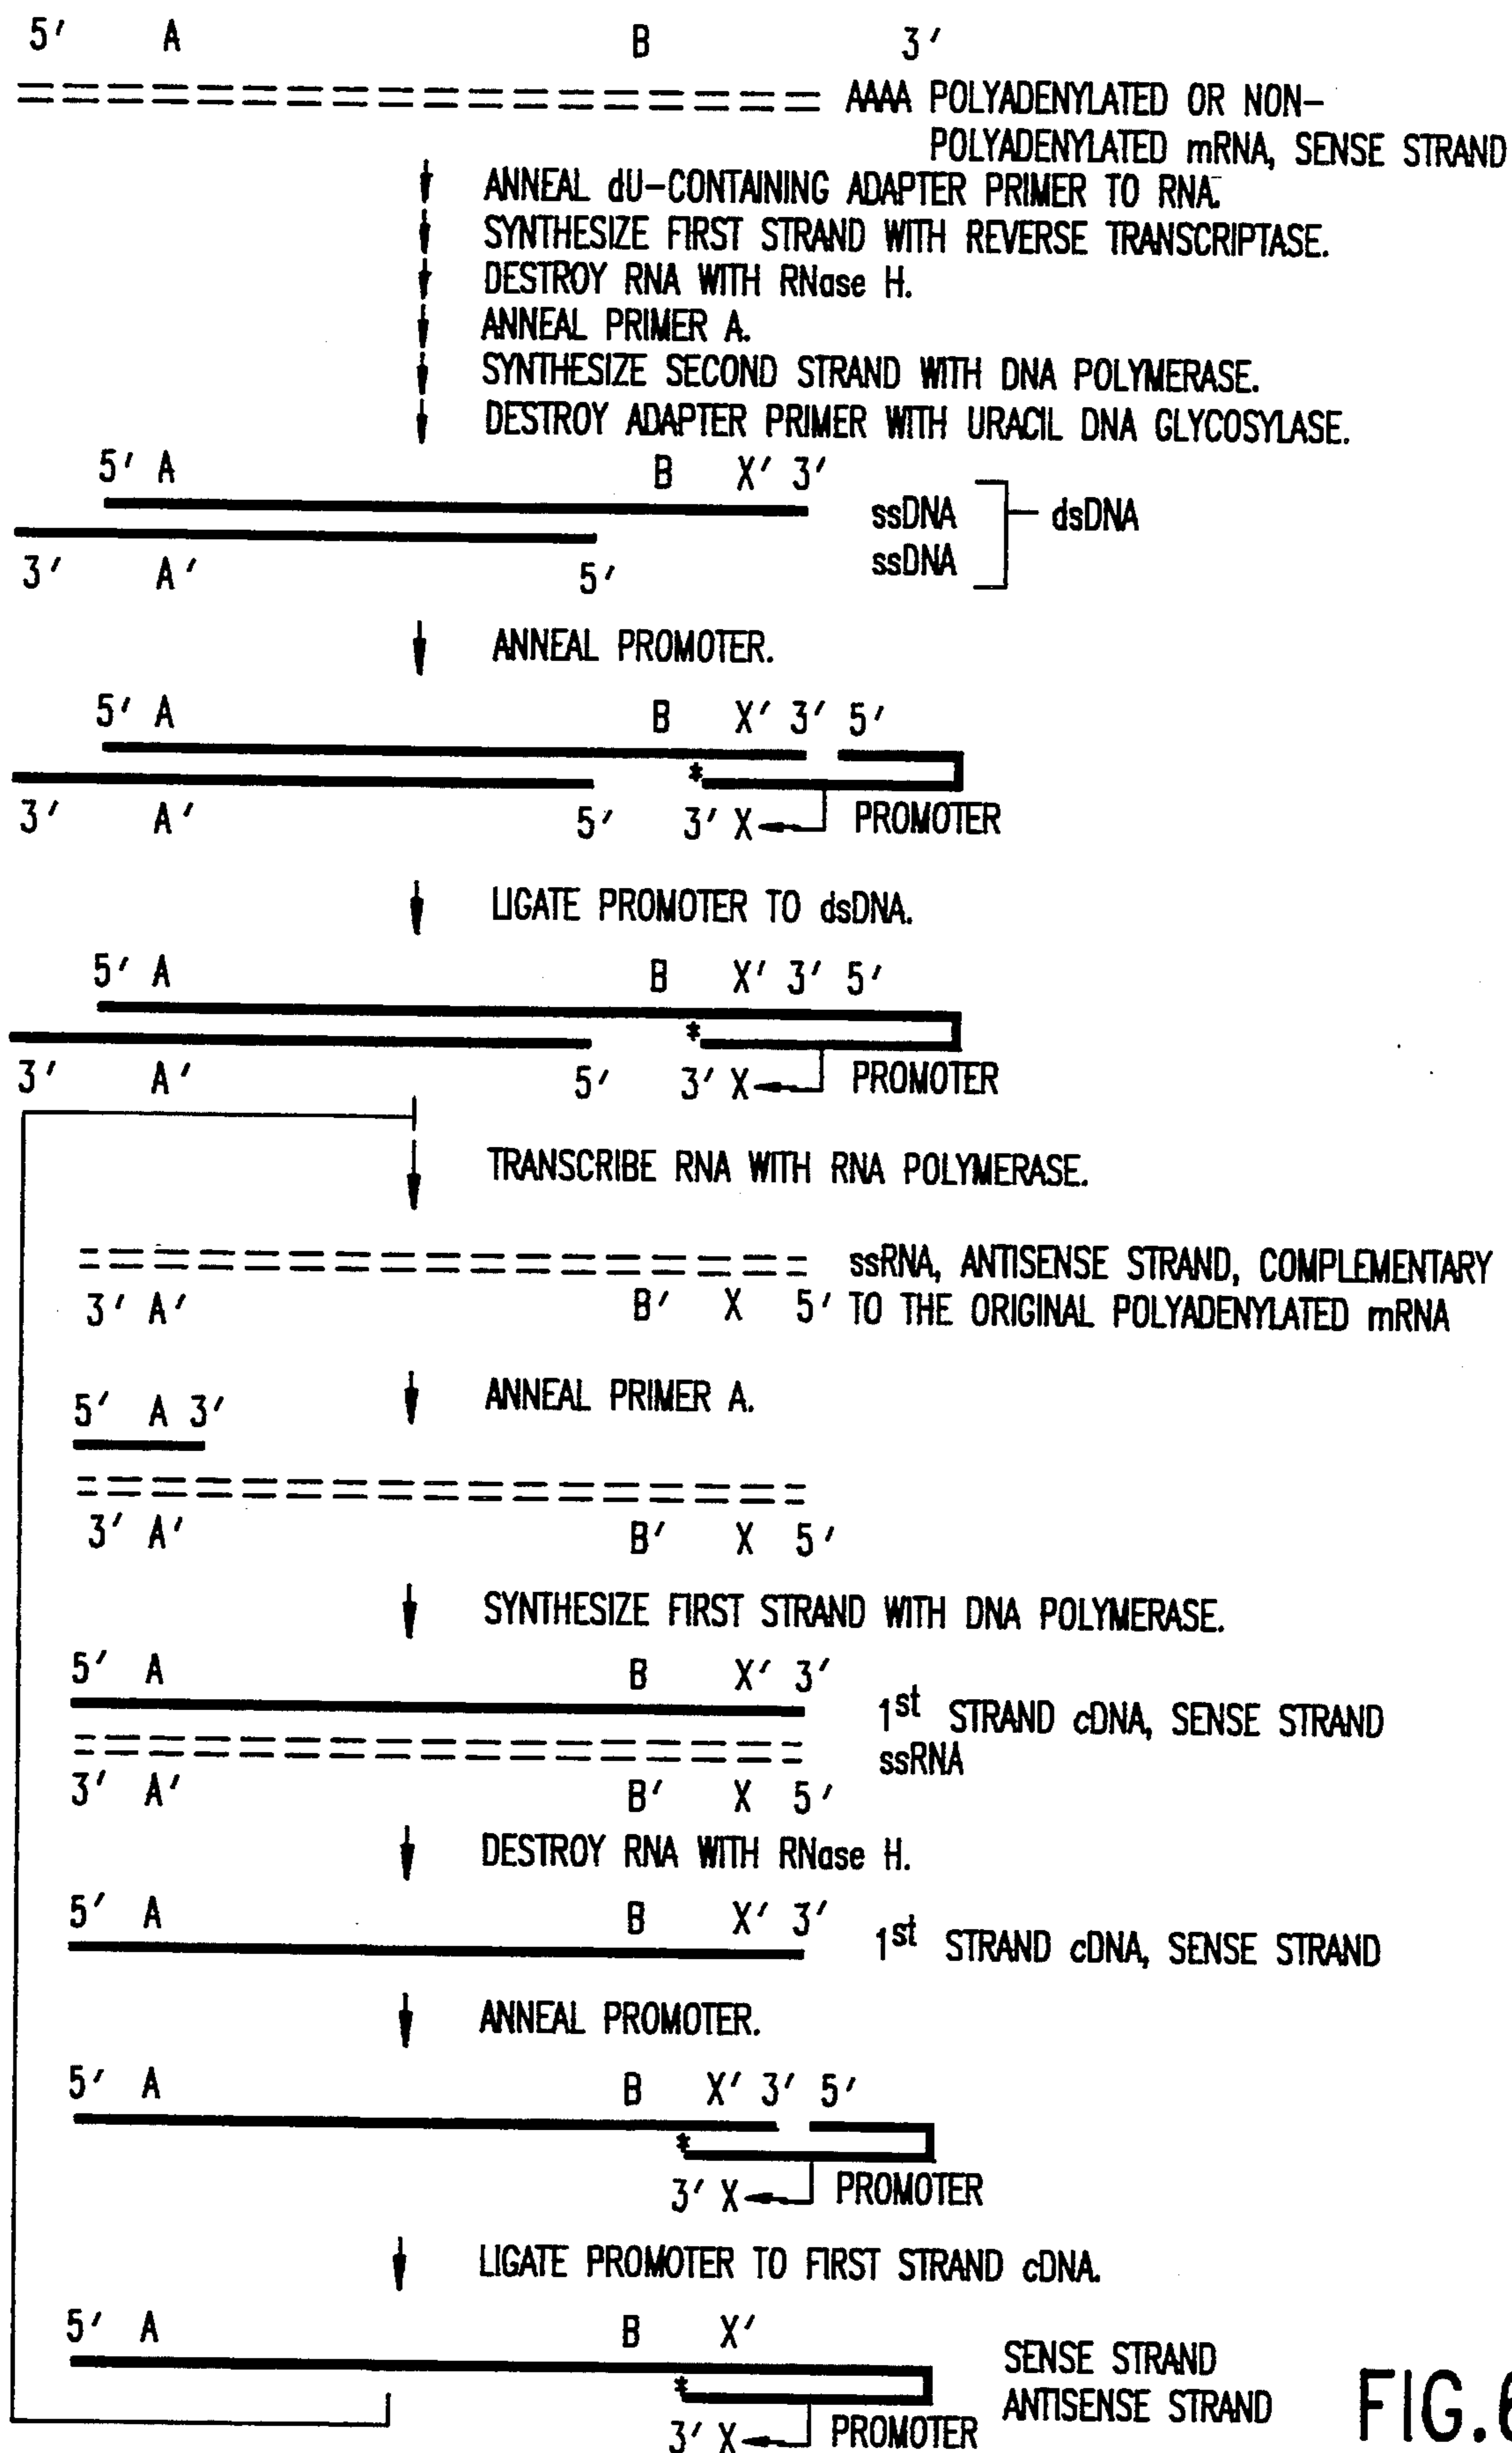 5′ A B 3′
AAAA POLYADENYLATED OR NON-
POLYADENYLATED mRNA, SENSE STRAND
ANNEAL dU-CONTAINING ADAPTER PRIMER TO RNA.
SYNTHESIZE FIRST STRAND WITH REVERSE TRANSCRIPTASE.
DESTROY RNA WITH RNase H.
ANNEAL PRIMER A.
SYNTHESIZE SECOND STRAND WITH DNA POLYMERASE.
DESTROY ADAPTER PRIMER WITH URACIL DNA GLYCOSYLASE.
5′ A B X′ 3′
ssDNA dsDNA
ssDNA
3′ A′ 5′
ANNEAL PROMOTER.
5′ A B X′ 3′ 5′
*
3′ A′ 5′ 3′ X PROMOTER
LIGATE PROMOTER TO dsDNA.
5′ A B X′ 3′ 5′
*
3′ A′ 5′ 3′ X PROMOTER
TRANSCRIBE RNA WITH RNA POLYMERASE.
ssRNA, ANTISENSE STRAND, COMPLEMENTARY
3′ A′ B′ X 5′ TO THE ORIGINAL POLYADENYLATED mRNA
ANNEAL PRIMER A.
5′ A 3′
3′ A′ B′ X 5′
SYNTHESIZE FIRST STRAND WITH DNA POLYMERASE.
5′ A B X′ 3′
1st STRAND cDNA, SENSE STRAND
ssRNA
3′ A′ B′ X 5′
DESTROY RNA WITH RNase H.
5′ A B X′ 3′
1st STRAND cDNA, SENSE STRAND
ANNEAL PROMOTER.
5′ A B X′ 3′ 5′
*
3′ X PROMOTER
LIGATE PROMOTER TO FIRST STRAND cDNA.
5′ A B X′
SENSE STRAND
*
ANTISENSE STRAND
3′ X PROMOTER
FIG.6